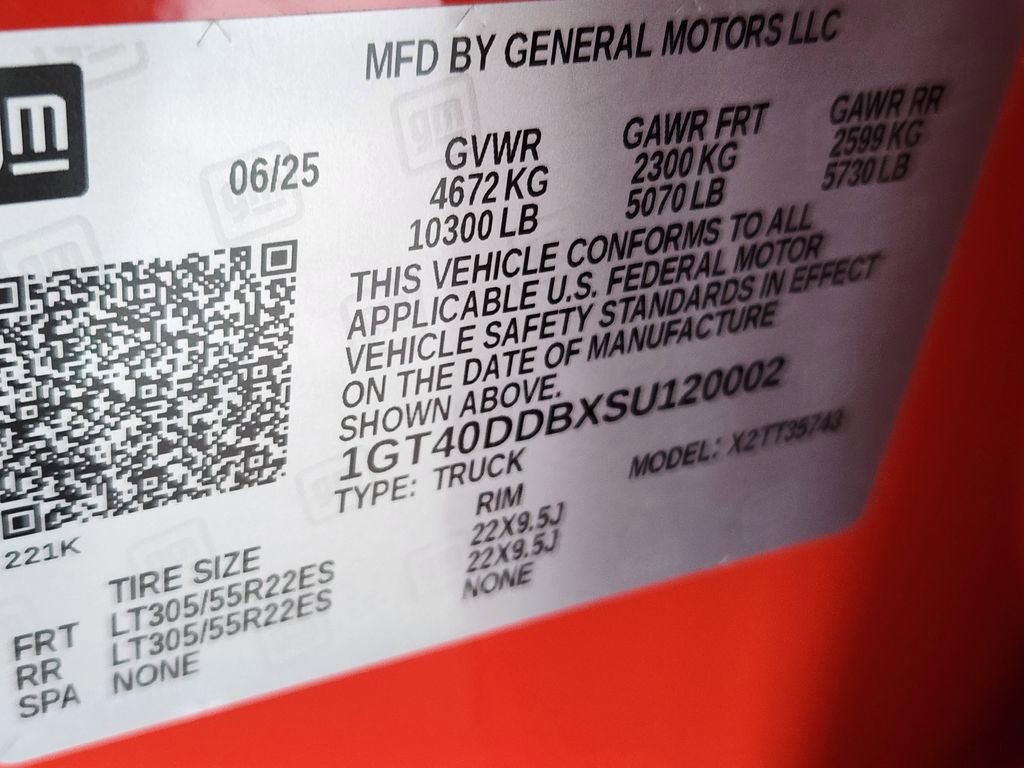 MFD BY GENERAL MOTORS LLC
gm
06/25 GVWR GAWR FRT GAWR RR
4672 KG 2300 KG 2599 KG
10300 LB 5070 LB 5730 LB
THIS VEHICLE CONFORMS TO ALL
APPLICABLE U.S. FEDERAL MOTOR
VEHICLE SAFETY STANDARDS IN EFFECT
ON THE DATE OF MANUFACTURE
SHOWN ABOVE.
1GT40DDBXSU120002
TYPE: TRUCK MODEL: X2TT35743
221K
TIRE SIZE RIM
FRT LT305/55R22ES 22X9.5J
RR LT305/55R22ES 22X9.5J
SPA NONE NONE